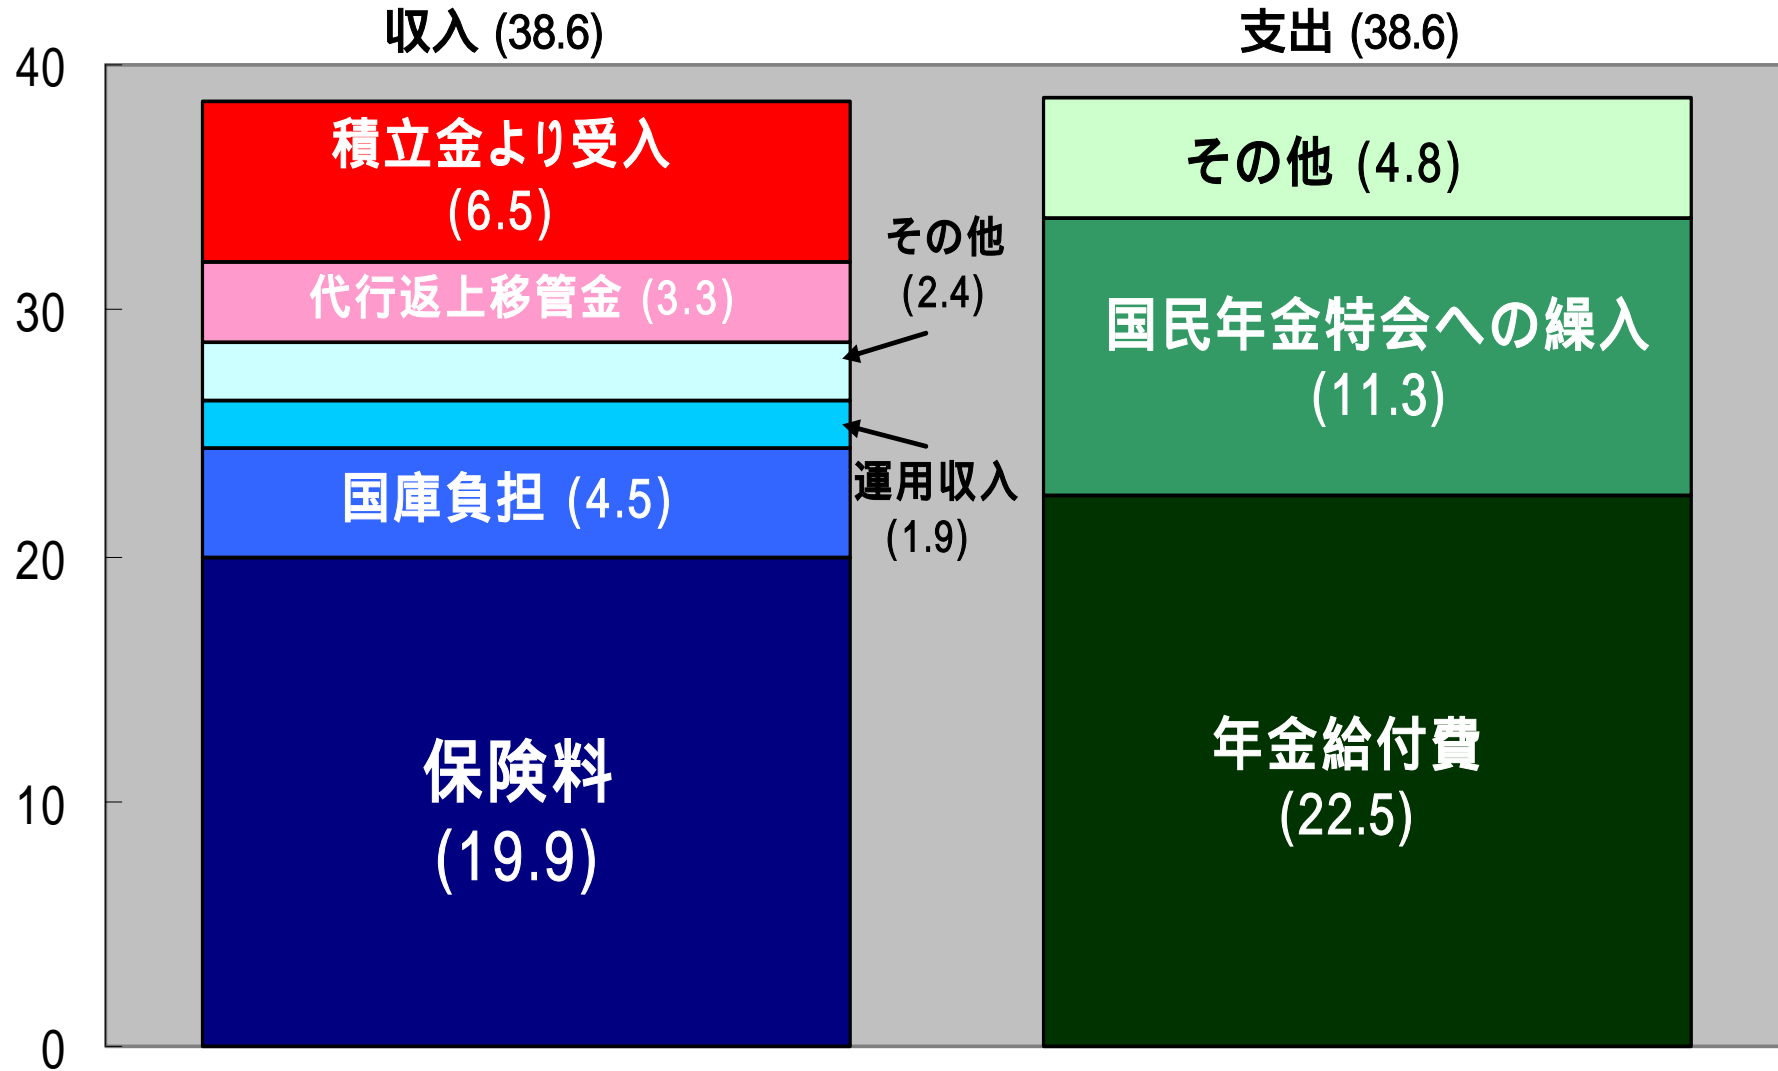 収入 (38.6)
支出 (38.6)
40
30
20
10
0
積立金より受入
(6.5)
代行返上移管金 (3.3)
その他
(2.4)
運用収入
(1.9)
国庫負担 (4.5)
保険料
(19.9)
その他 (4.8)
国民年金特会への繰入
(11.3)
年金給付費
(22.5)